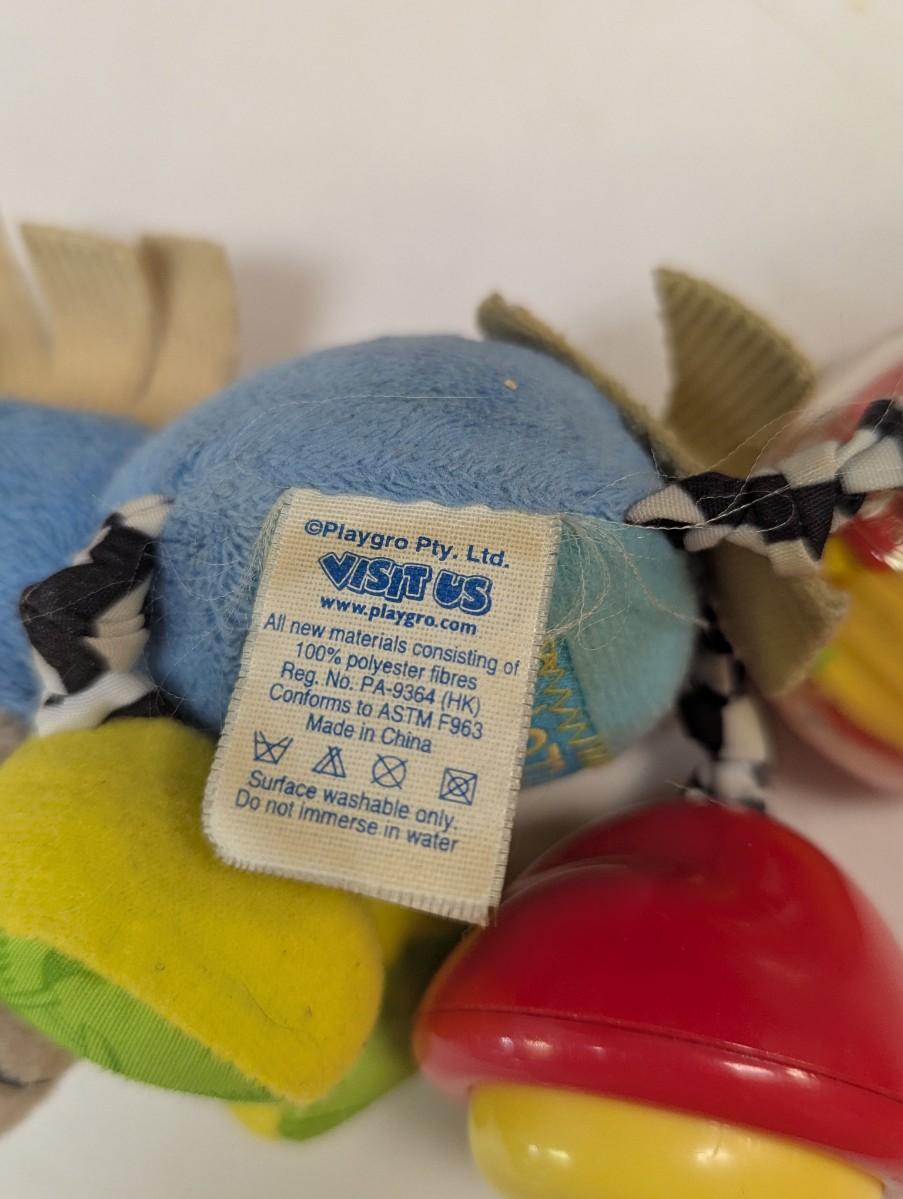 ©Playgro Pty. Ltd.
VISIT US
www.playgro.com
All new materials consisting of
100% polyester fibres
Reg. No. PA-9364 (HK)
Conforms to ASTM F963
Made in China
Surface washable only.
Do not immerse in water